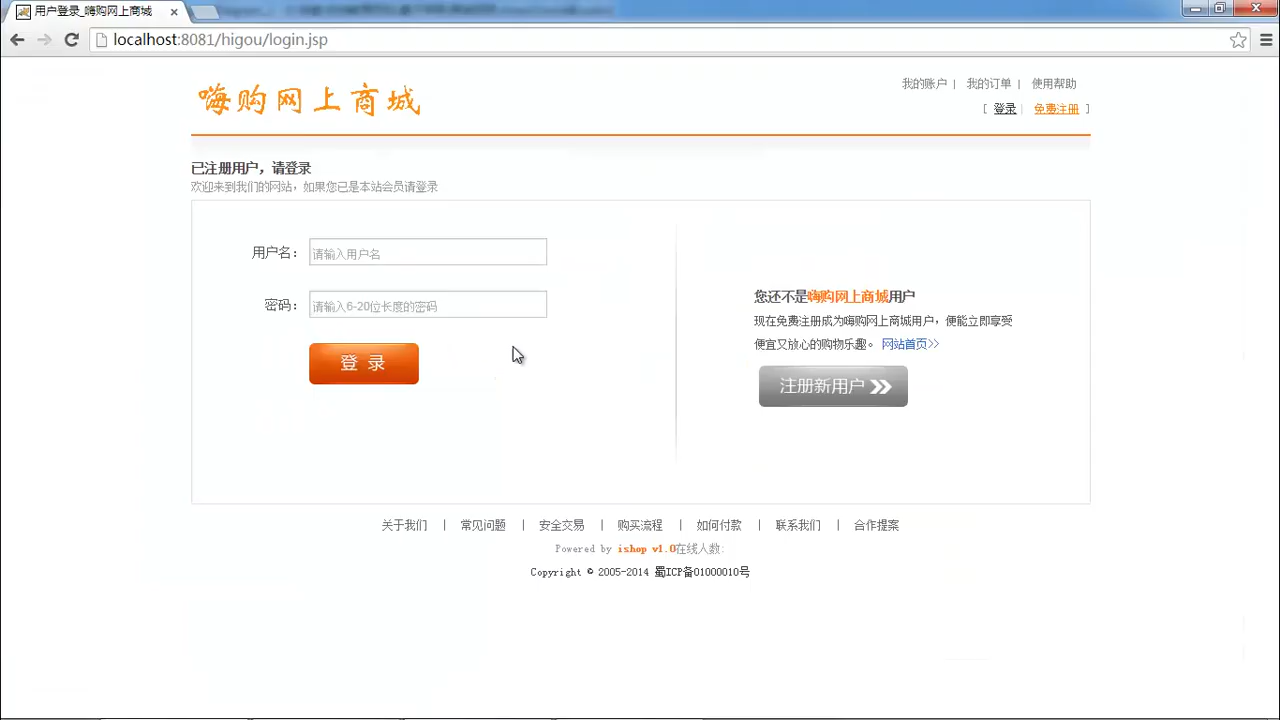 用户登录_嗨购网上商城
localhost:8081/higou/login.jsp
嗨购网上商城
我的账户 | 我的订单 | 使用帮助
[ 登录 | 免费注册 ]
已注册用户，请登录
欢迎来到我们的网站，如果您已是本站会员请登录
用户名：
请输入用户名
密码：
请输入6-20位长度的密码
登 录
您还不是嗨购网上商城用户
现在免费注册成为嗨购网上商城用户，便能立即享受
便宜又放心的购物乐趣。 网站首页>>
注册新用户
关于我们 | 常见问题 | 安全交易 | 购买流程 | 如何付款 | 联系我们 | 合作提案
Powered by ishop v1.0在线人数:
Copyright © 2005-2014 蜀ICP备01000010号